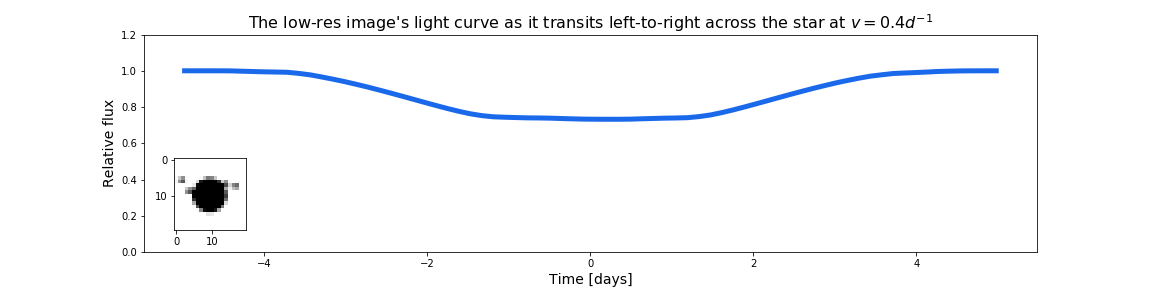 The low-res image's light curve as it transits left-to-right across the star at v = 0.4d⁻¹
1.2
1.0
0.8
0.6
0.4
0.2
0.0
Relative flux
0
10
0 10
−4 −2 0 2 4
Time [days]